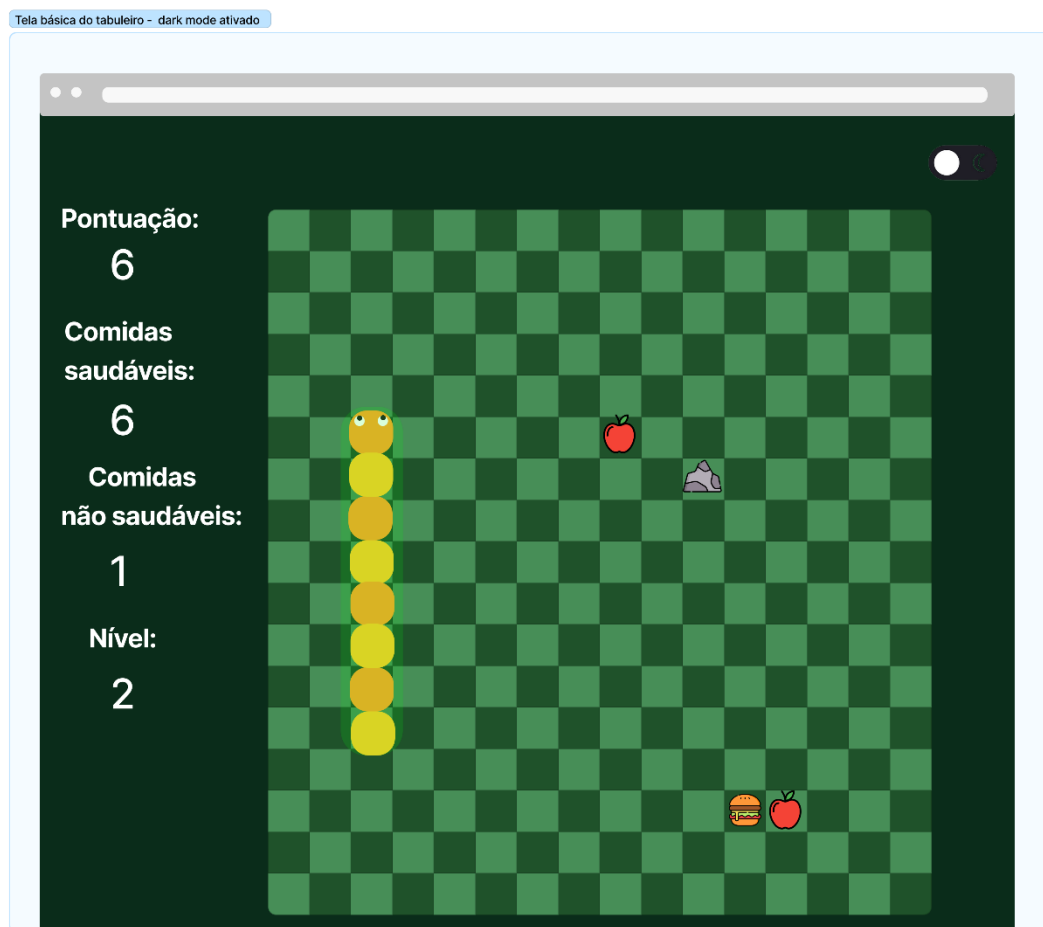 Tela básica do tabuleiro - dark mode ativado
Pontuação:
6
Comidas
saudáveis:
6
Comidas
não saudáveis:
1
Nível:
2